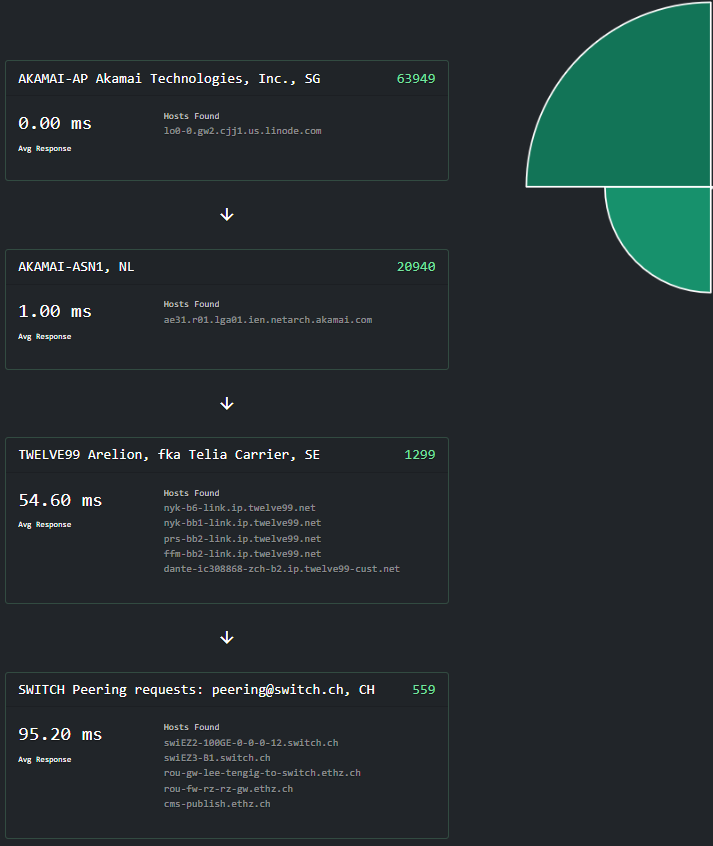 AKAMAI-AP Akamai Technologies, Inc., SG 63949
0.00 ms
Avg Response
Hosts Found
lo0-0.gw2.cjj1.us.linode.com
AKAMAI-ASN1, NL 20940
1.00 ms
Avg Response
Hosts Found
ae31.r01.lga01.ien.netarch.akamai.com
TWELVE99 Arelion, fka Telia Carrier, SE 1299
54.60 ms
Avg Response
Hosts Found
nyk-b6-link.ip.twelve99.net
nyk-bb1-link.ip.twelve99.net
prs-bb2-link.ip.twelve99.net
ffm-bb2-link.ip.twelve99.net
dante-ic308868-zch-b2.ip.twelve99-cust.net
SWITCH Peering requests: peering@switch.ch, CH 559
95.20 ms
Avg Response
Hosts Found
swiEZ2-100GE-0-0-0-12.switch.ch
swiEZ3-B1.switch.ch
rou-gw-lee-tengig-to-switch.ethz.ch
rou-fw-rz-rz-gw.ethz.ch
cms-publish.ethz.ch